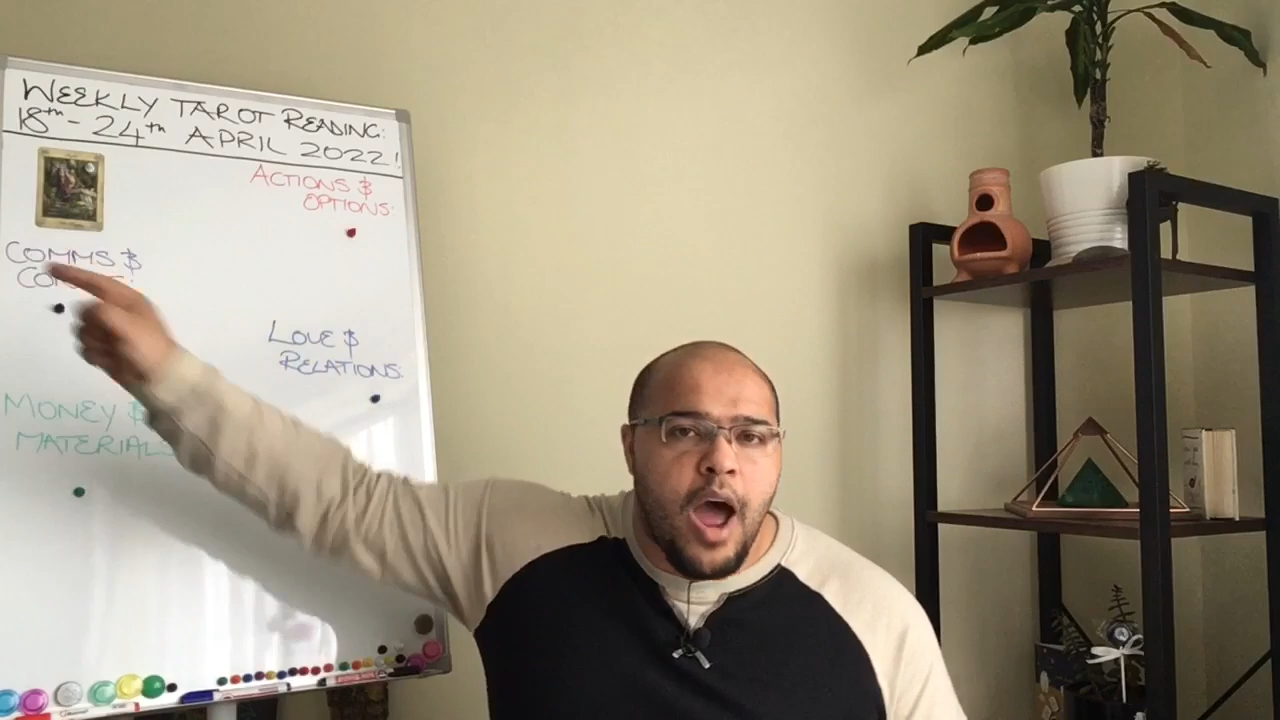 WEEKLY TAROT READING:
18th - 24th APRIL 2022!
ACTIONS &
OPTIONS:
COMMS &
LOVE &
RELATIONS:
MONEY &
MATERIALS